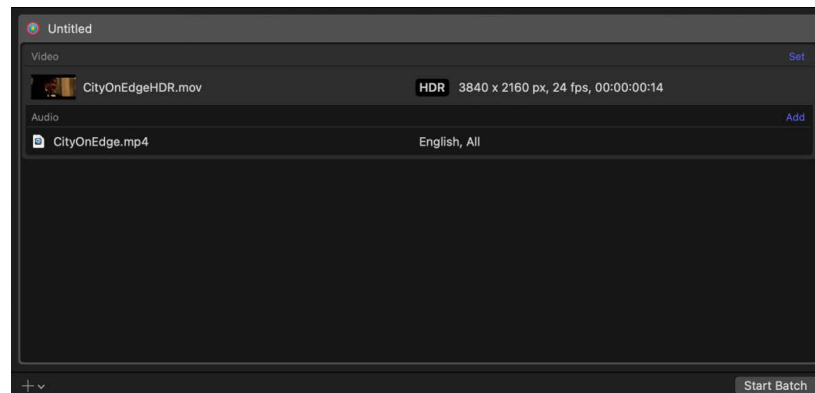 Untitled
Video Set
CityOnEdgeHDR.mov HDR 3840 x 2160 px, 24 fps, 00:00:00:14
Audio Add
CityOnEdge.mp4 English, All
Start Batch